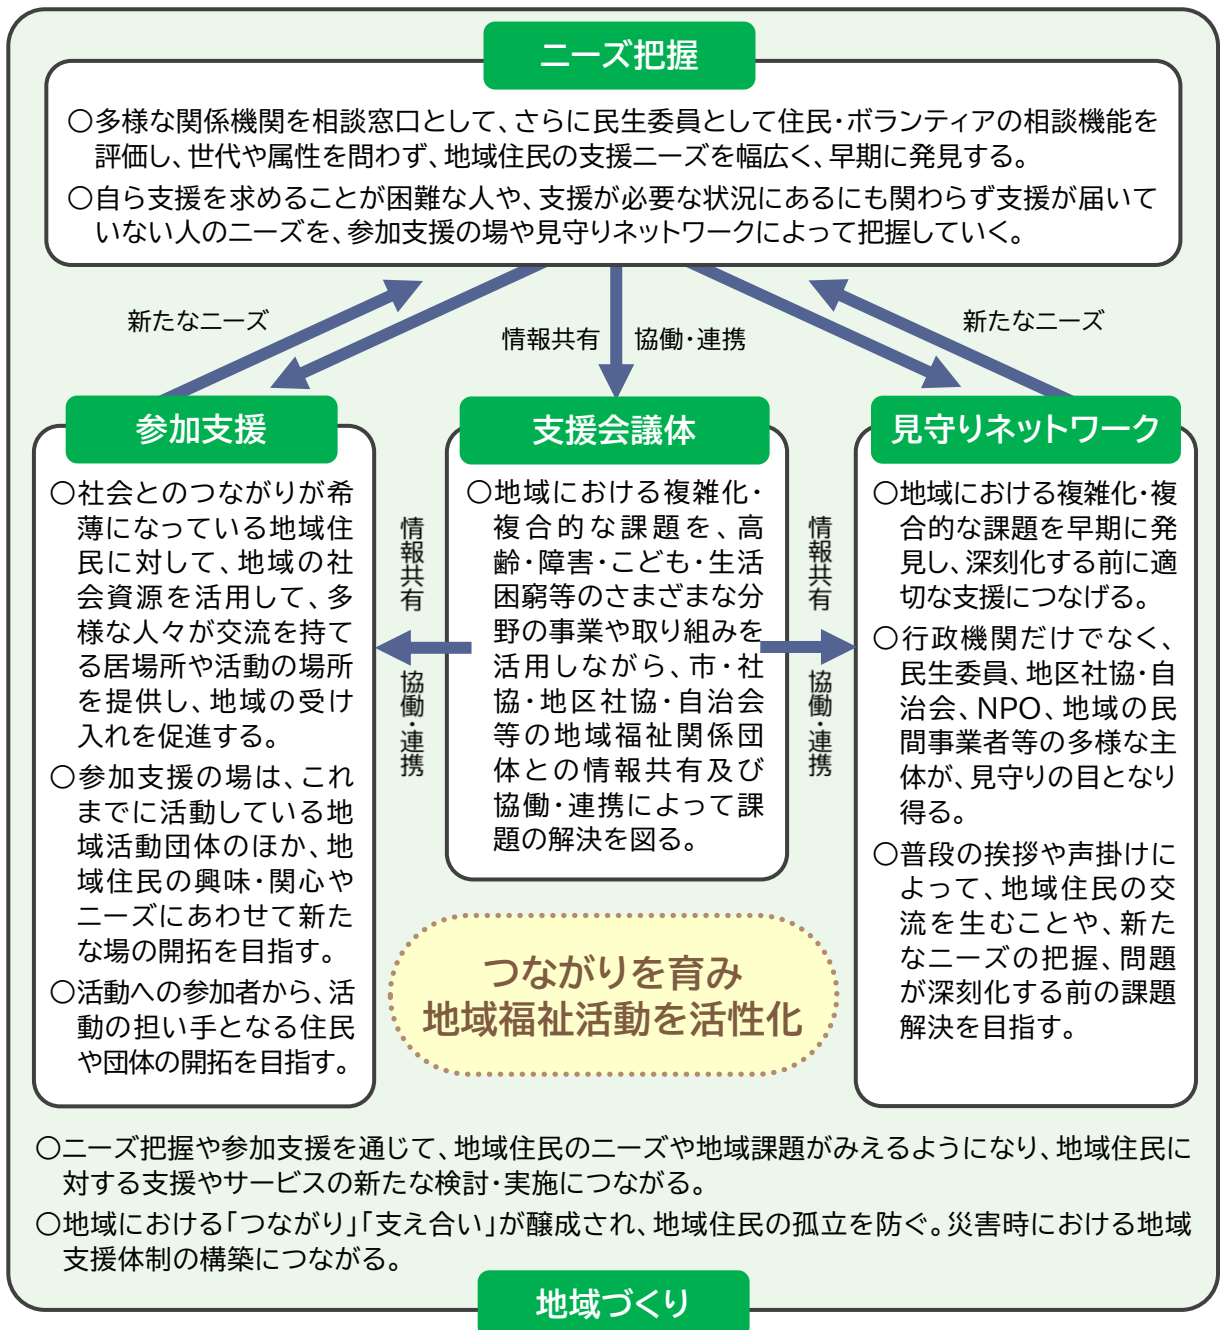 ニーズ把握
〇多様な関係機関を相談窓口として、さらに民生委員として住民・ボランティアの相談機能を
評価し、世代や属性を問わず、地域住民の支援ニーズを幅広く、早期に発見する。
〇自ら支援を求めることが困難な人や、支援が必要な状況にあるにも関わらず支援が届いて
いない人のニーズを、参加支援の場や見守りネットワークによって把握していく。
新たなニーズ
情報共有
協働・連携
新たなニーズ
参加支援
〇社会とのつながりが希
薄になっている地域住
民に対して、地域の社
会資源を活用して、多
様な人々が交流を持て
る居場所や活動の場所
を提供し、地域の受け
入れを促進する。
〇参加支援の場は、これ
までに活動している地
域活動団体のほか、地
域住民の興味・関心や
ニーズにあわせて新た
な場の開拓を目指す。
〇活動への参加者から、活
動の担い手となる住民
や団体の開拓を目指す。
情報共有
協働・連携
支援会議体
〇地域における複雑化・
複合的な課題を、高
齢・障害・こども・生活
困窮等のさまざまな分
野の事業や取り組みを
活用しながら、市・社
協・地区社協・自治会
等の地域福祉関係団
体との情報共有及び
協働・連携によって課
題の解決を図る。
情報共有
協働・連携
見守りネットワーク
〇地域における複雑化・複
合的な課題を早期に発
見し、深刻化する前に適
切な支援につなげる。
〇行政機関だけでなく、
民生委員、地区社協・自
治会、NPO、地域の民
間事業者等の多様な主
体が、見守りの目となり
得る。
〇普段の挨拶や声掛けに
よって、地域住民の交
流を生むことや、新た
なニーズの把握、問題
が深刻化する前の課題
解決を目指す。
つながりを育み
地域福祉活動を活性化
〇ニーズ把握や参加支援を通じて、地域住民のニーズや地域課題がみえるようになり、地域住民に
対する支援やサービスの新たな検討・実施につながる。
〇地域における「つながり」「支え合い」が醸成され、地域住民の孤立を防ぐ。災害時における地域
支援体制の構築につながる。
地域づくり